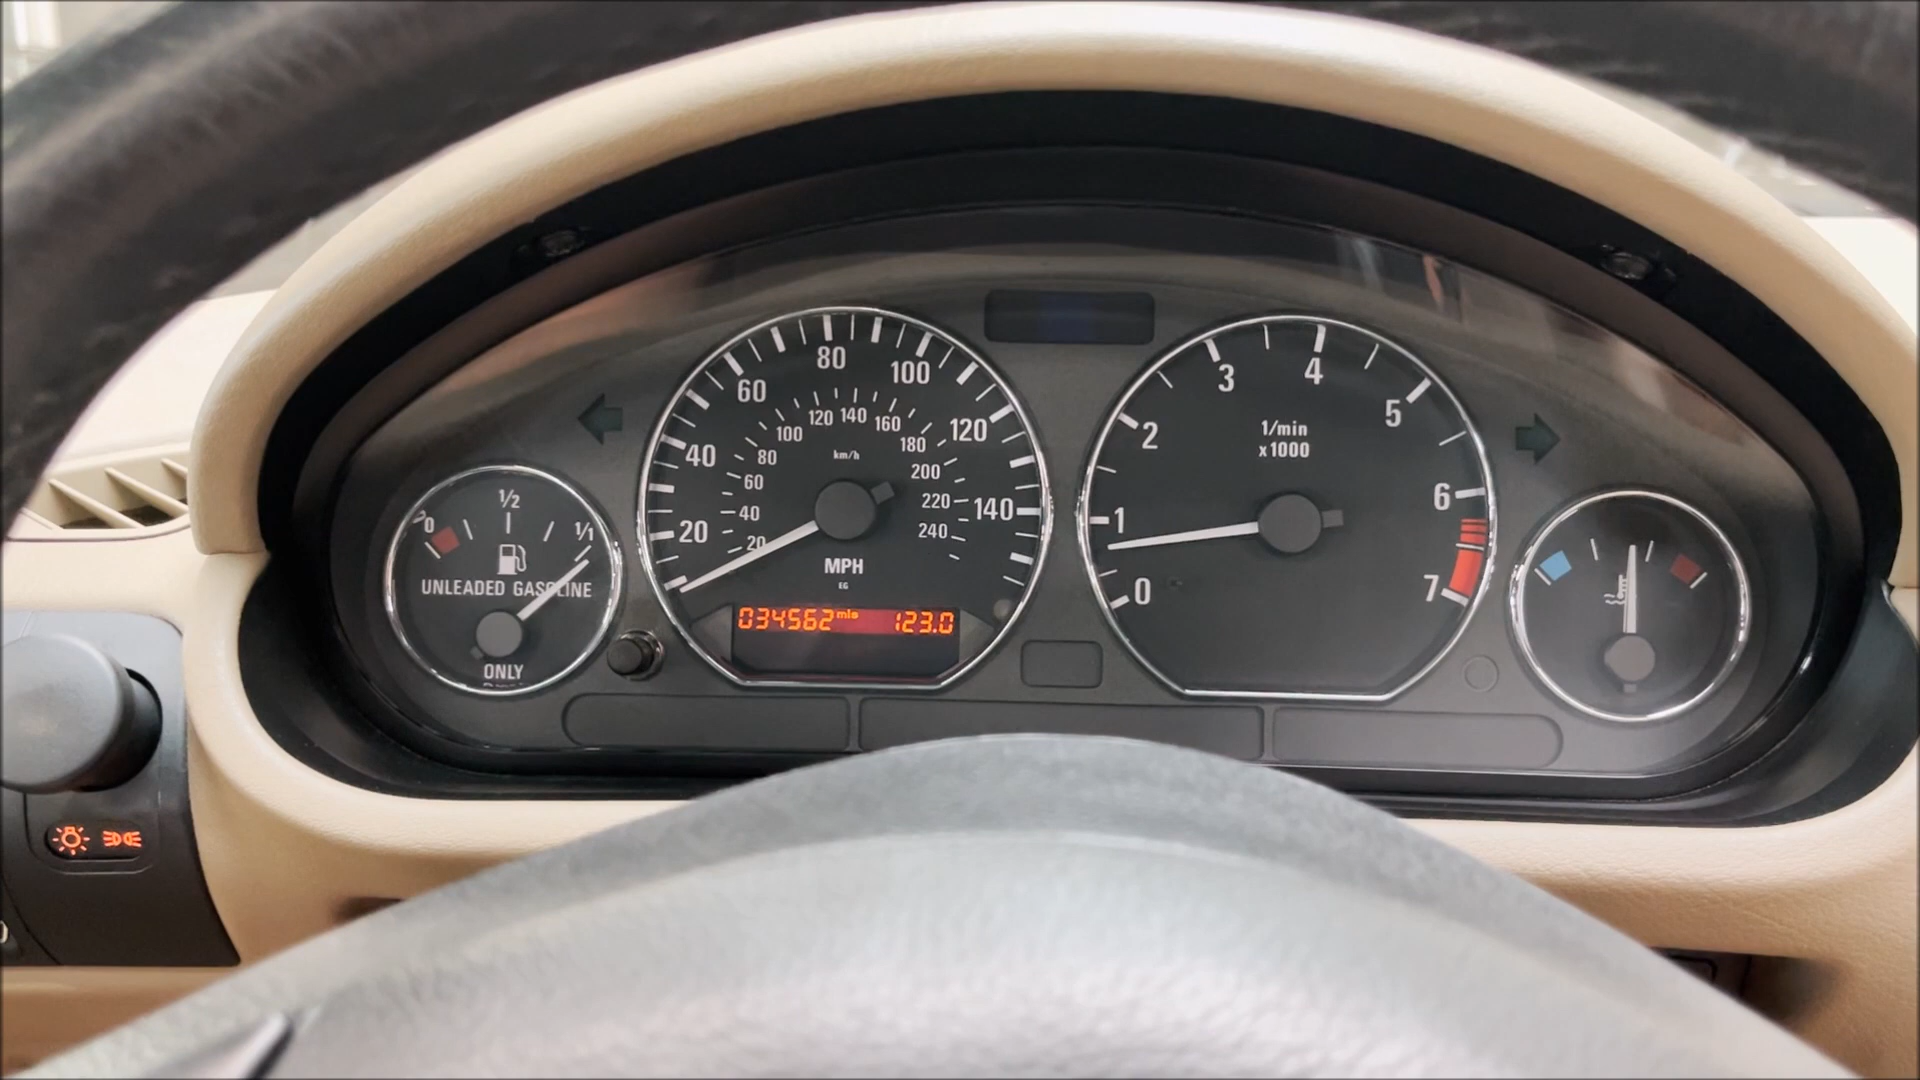 0 1/2 1/1
UNLEADED GASOLINE
ONLY
20 40 60 80 100 120 140
20 40 60 80 100 120 140 160 180 200 220 240
km/h
MPH
EG
034562 mls 123.0
0 1 2 3 4 5 6 7
1/min
x1000